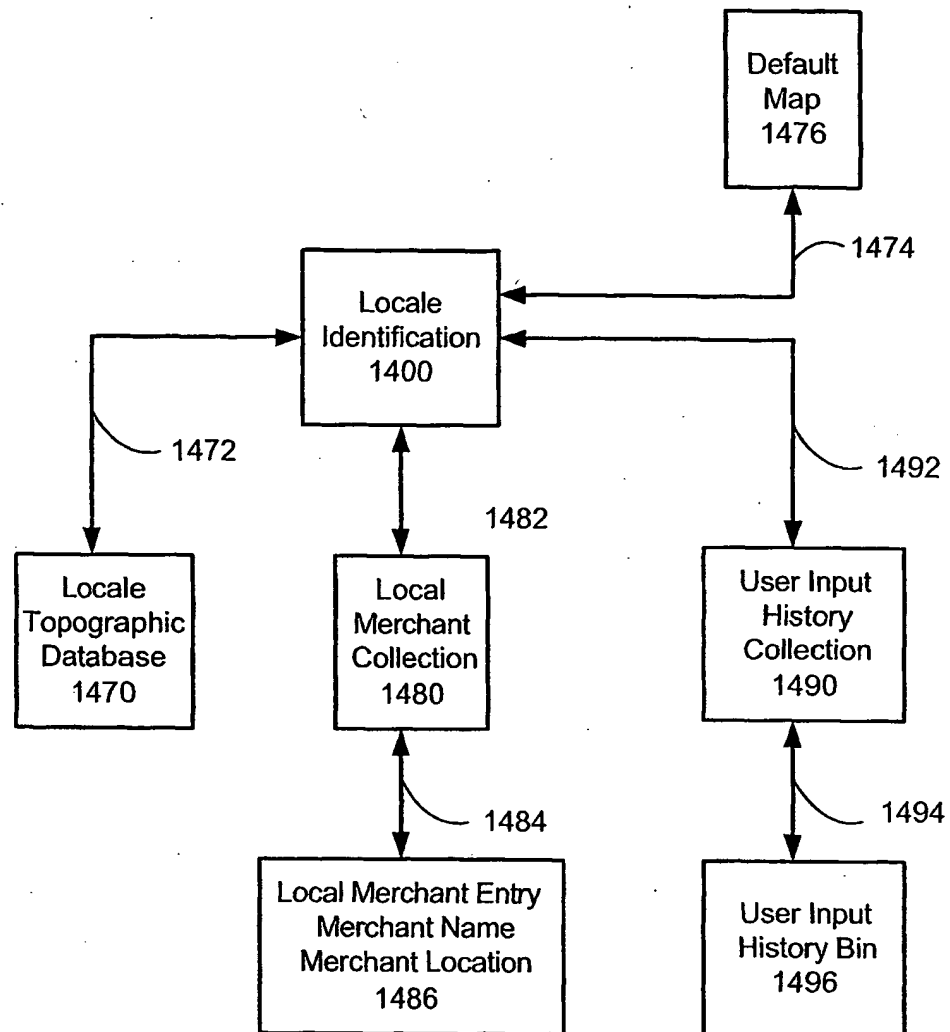 Default
Map
1476
1474
Locale
Identification
1400
1472
1492
1482
Locale
Topographic
Database
1470
Local
Merchant
Collection
1480
User Input
History
Collection
1490
1484
1494
Local Merchant Entry
Merchant Name
Merchant Location
1486
User Input
History Bin
1496